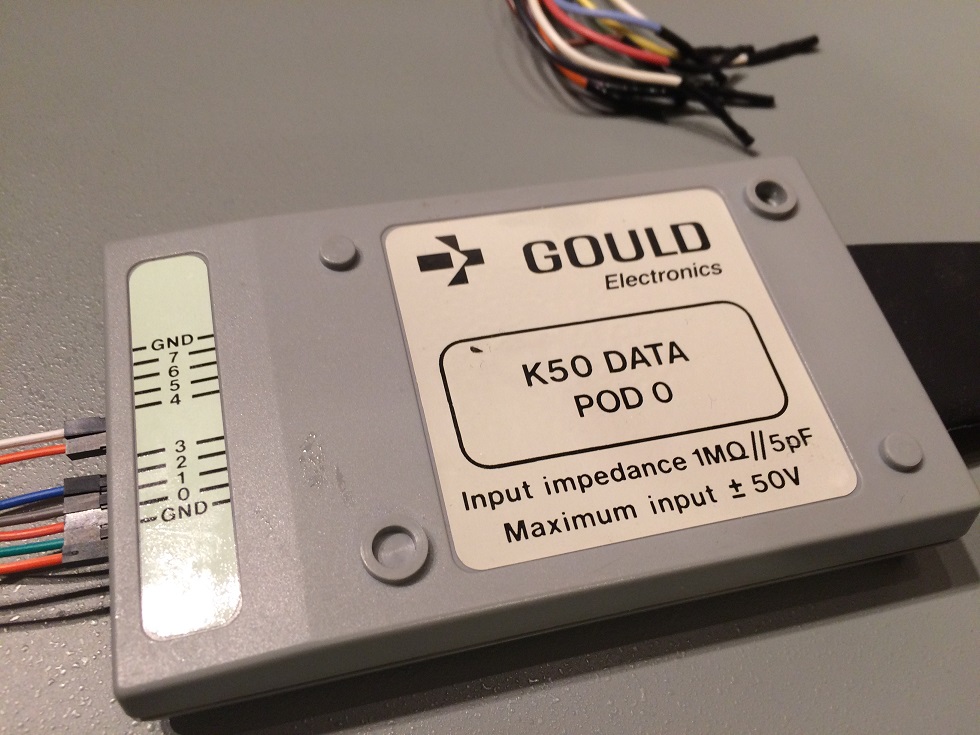 GND
7
6
5
4
3
2
1
0
GND
GOULD
Electronics
K50 DATA
POD 0
Input impedance 1MΩ//5pF
Maximum input ± 50V